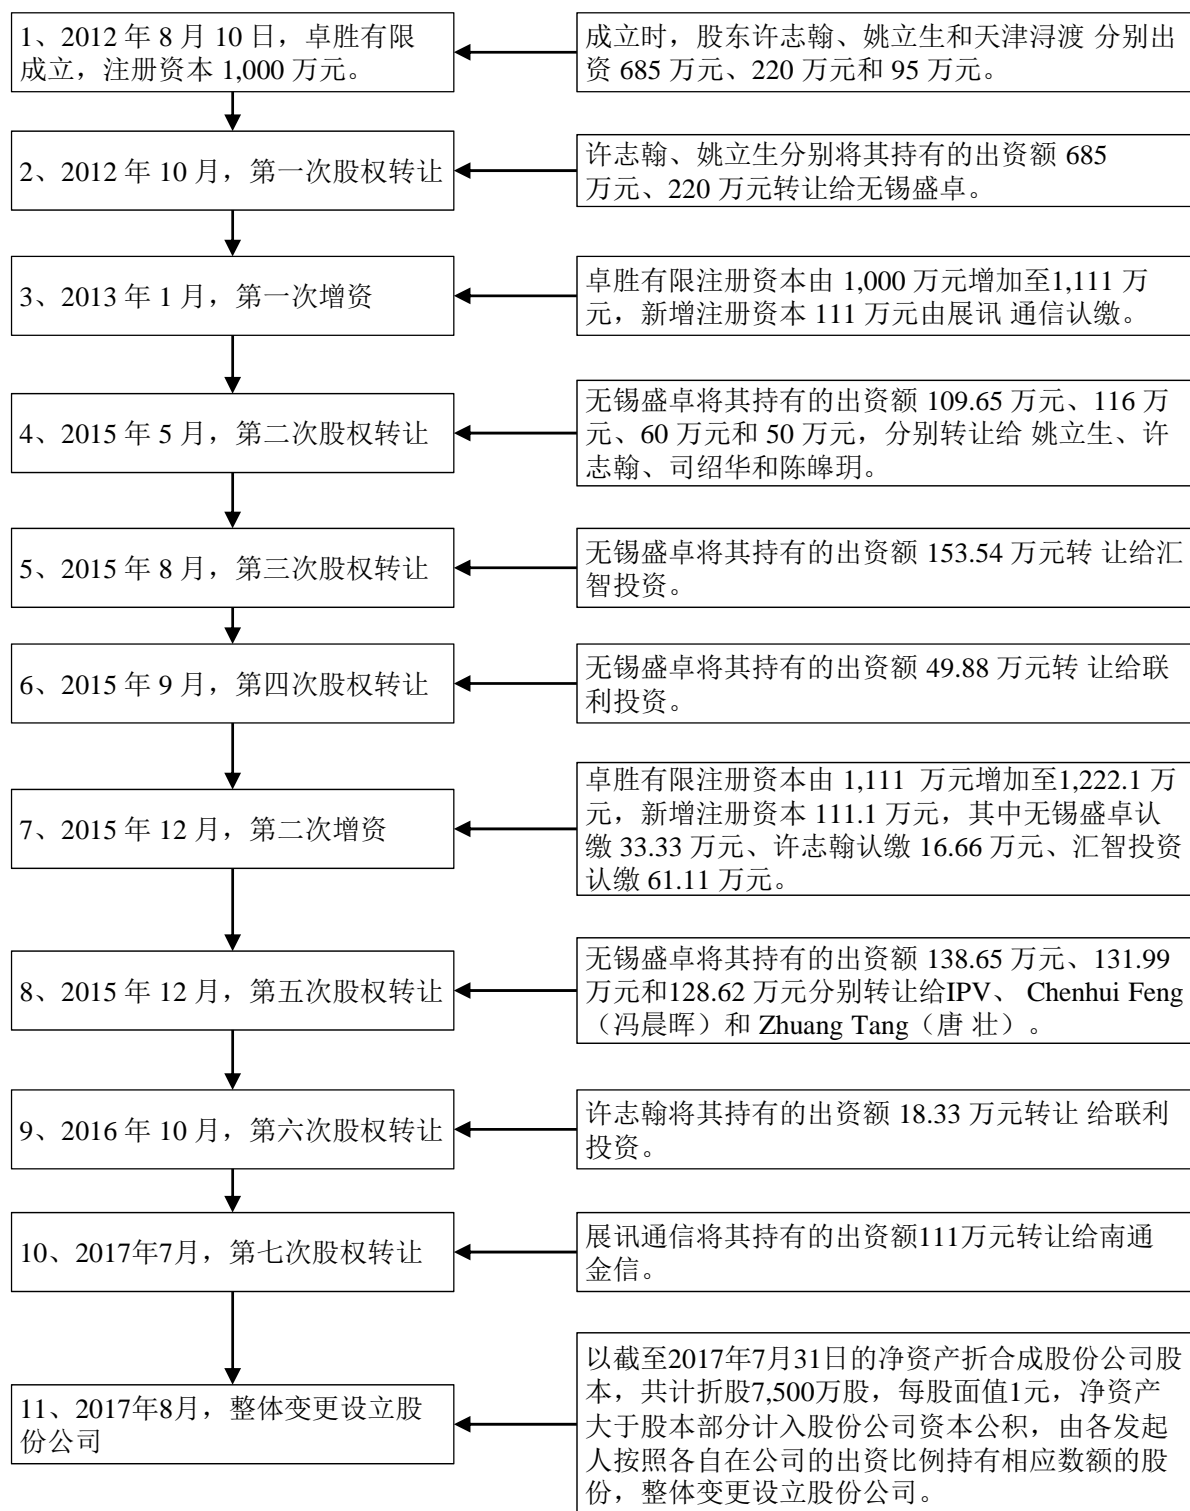 1、2012 年 8 月 10 日，卓胜有限
成立，注册资本 1,000 万元。
成立时，股东许志翰、姚立生和天津浔渡 分别出
资 685 万元、220 万元和 95 万元。
2、2012 年 10 月，第一次股权转让
许志翰、姚立生分别将其持有的出资额 685
万元、220 万元转让给无锡盛卓。
3、2013 年 1 月，第一次增资
卓胜有限注册资本由 1,000 万元增加至1,111 万
元，新增注册资本 111 万元由展讯 通信认缴。
4、2015 年 5 月，第二次股权转让
无锡盛卓将其持有的出资额 109.65 万元、116 万
元、60 万元和 50 万元，分别转让给 姚立生、许
志翰、司绍华和陈皞玥。
5、2015 年 8 月，第三次股权转让
无锡盛卓将其持有的出资额 153.54 万元转 让给汇
智投资。
6、2015 年 9 月，第四次股权转让
无锡盛卓将其持有的出资额 49.88 万元转 让给联
利投资。
7、2015 年 12 月，第二次增资
卓胜有限注册资本由 1,111 万元增加至1,222.1 万
元，新增注册资本 111.1 万元，其中无锡盛卓认
缴 33.33 万元、许志翰认缴 16.66 万元、汇智投资
认缴 61.11 万元。
8、2015 年 12 月，第五次股权转让
无锡盛卓将其持有的出资额 138.65 万元、131.99
万元和128.62 万元分别转让给IPV、 Chenhui Feng
（冯晨晖）和 Zhuang Tang（唐 壮）。
9、2016 年 10 月，第六次股权转让
许志翰将其持有的出资额 18.33 万元转让 给联利
投资。
10、2017年7月，第七次股权转让
展讯通信将其持有的出资额111万元转让给南通
金信。
11、2017年8月，整体变更设立股
份公司
以截至2017年7月31日的净资产折合成股份公司股
本，共计折股7,500万股，每股面值1元，净资产
大于股本部分计入股份公司资本公积，由各发起
人按照各自在公司的出资比例持有相应数额的股
份，整体变更设立股份公司。